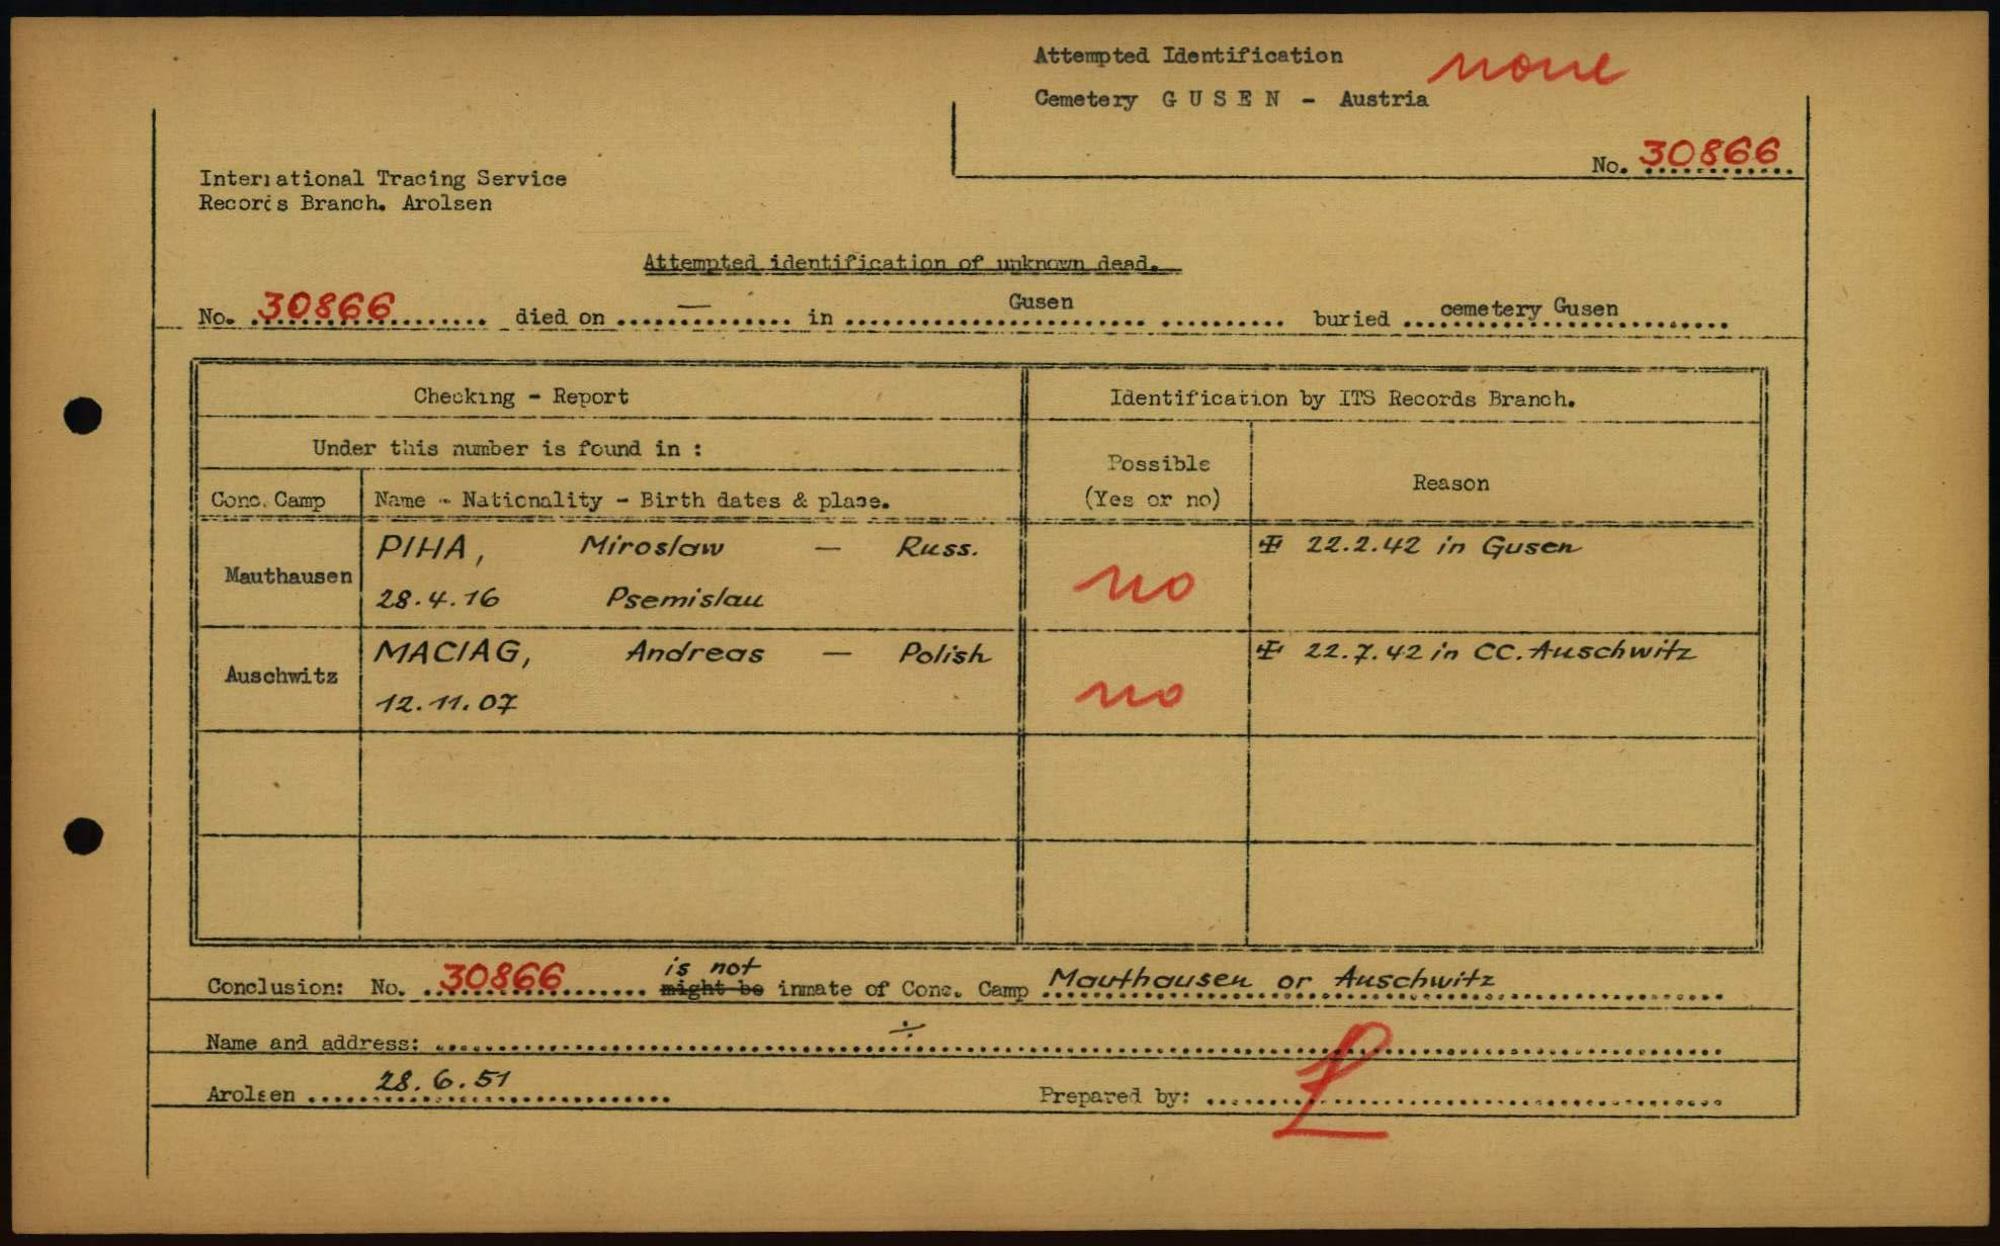 Attempted Identification none
Cemetery G U S E N - Austria
No. 30866
International Tracing Service
Records Branch. Arolsen
Attempted identification of unknown dead.
No. 30866 died on — in Gusen buried cemetery Gusen
Checking - Report
Identification by ITS Records Branch.
Under this number is found in :
Possible
(Yes or no)
Reason
Conc. Camp
Name - Nationality - Birth dates & place.
Mauthausen
PIHA, Miroslaw — Russ.
28.4.16 Psemislau
no
22.2.42 in Gusen
Auschwitz
MACIAG, Andreas — Polish
12.11.07
no
22.7.42 in CC. Auschwitz
is not
Conclusion: No. 30866 might be inmate of Conc. Camp Mauthausen or Auschwitz
Name and address: ÷
Arolsen 28.6.51
Prepared by: